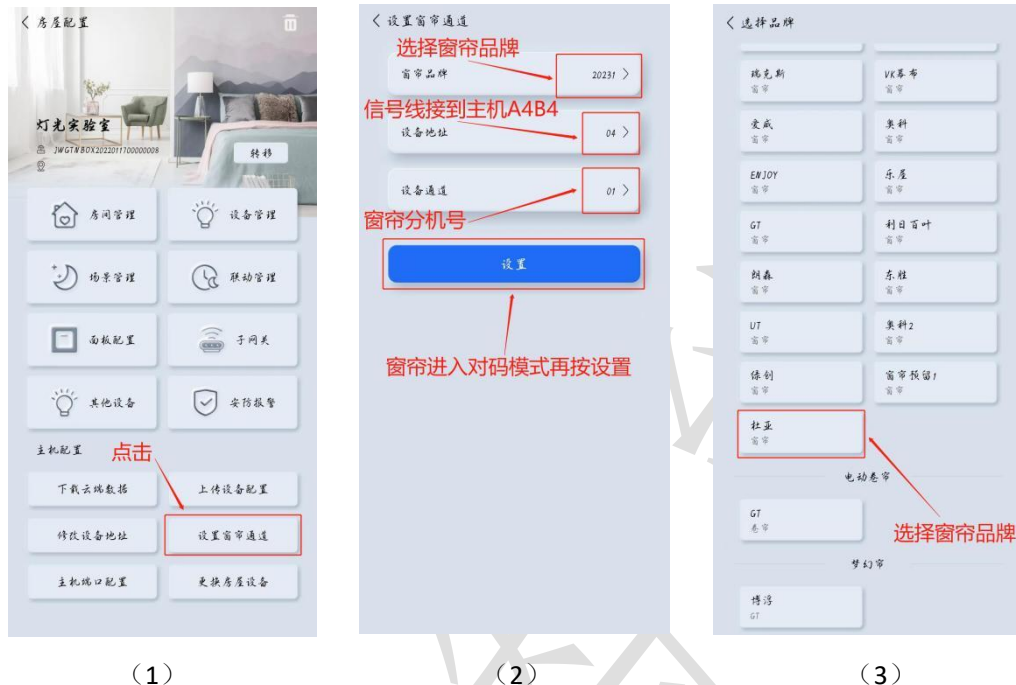 房屋配置
灯光实验室
JWGTNBOX2022011700000008
转移
房间管理
设备管理
场景管理
联动管理
面板配置
子网关
其他设备
安防报警
主机配置
点击
下载云端数据
上传设备配置
修改设备地址
设置窗帘通道
主机端口配置
更换房屋设备
（1）
设置窗帘通道
选择窗帘品牌
窗帘品牌
20231
信号线接到主机A4B4
设备地址
04
设备通道
01
窗帘分机号
设置
窗帘进入对码模式再按设置
（2）
选择品牌
瑞克斯
窗帘
VK幕布
窗帘
爱威
窗帘
奥科
窗帘
ENJOY
窗帘
乐屋
窗帘
GT
窗帘
利日百叶
窗帘
朗森
窗帘
东胜
窗帘
UT
窗帘
奥科2
窗帘
绦创
窗帘
窗帘预留1
窗帘
杜亚
窗帘
电动卷帘
GT
卷帘
选择窗帘品牌
梦幻帘
博浮
GT
（3）